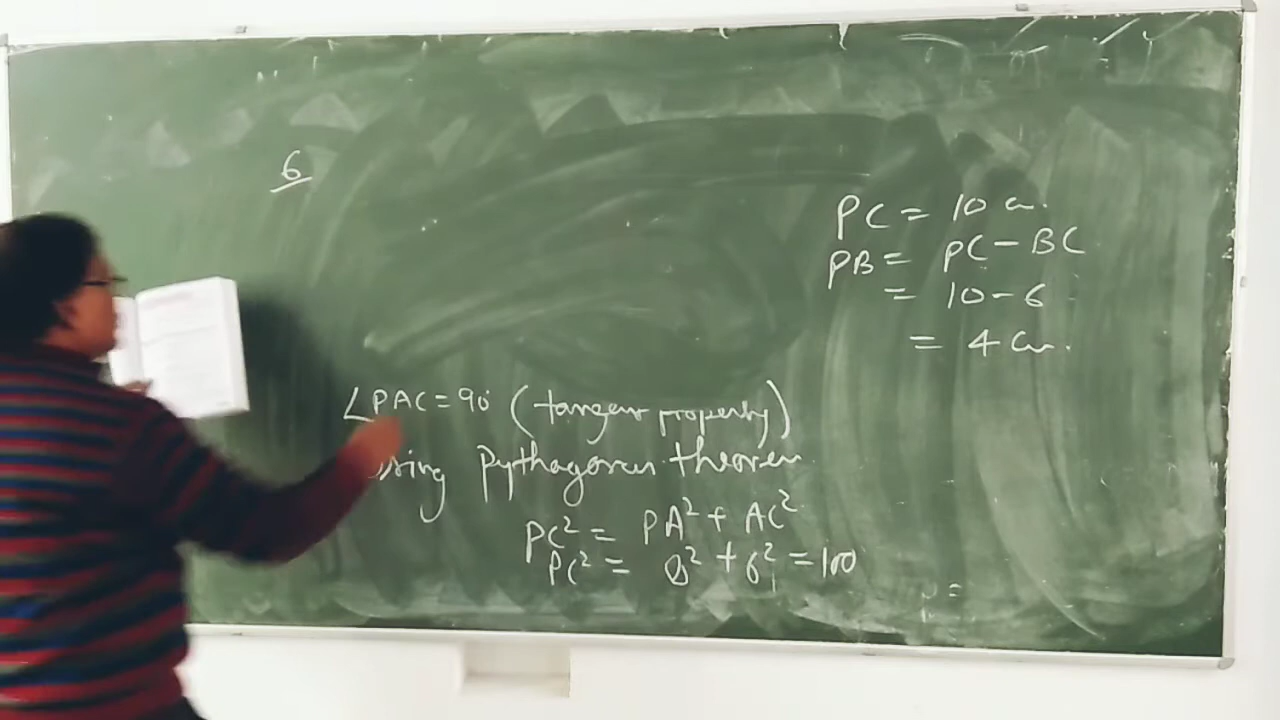 6
∠PAC = 90° (tangent property)
using Pythagoras theorem
PC² = PA² + AC²
PC² = 8² + 6² = 100
PC = 10 cm.
PB = PC - BC
= 10 - 6
= 4 cm.